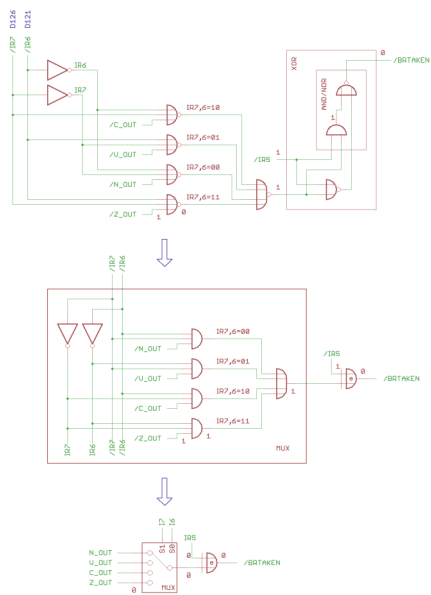 D126
D121
/IR7
/IR6
IR6
IR7
IR7,6=10
/C_OUT
IR7,6=01
/V_OUT
IR7,6=00
/N_OUT
IR7,6=11
/Z_OUT
1
0
1
/IR5
1
XOR
AND/NOR
1
0
/BRTAKEN
/IR7
/IR6
IR7,6=00
/N_OUT
IR7,6=01
/V_OUT
IR7,6=10
/C_OUT
IR7,6=11
/Z_OUT
1
1
1
IR7
IR6
/IR7
/IR6
MUX
/IR5
1
e
0
/BRTAKEN
I7
I6
S1
S0
IR5
N_OUT
V_OUT
C_OUT
Z_OUT
0
MUX
0
0
e
0
/BRTAKEN